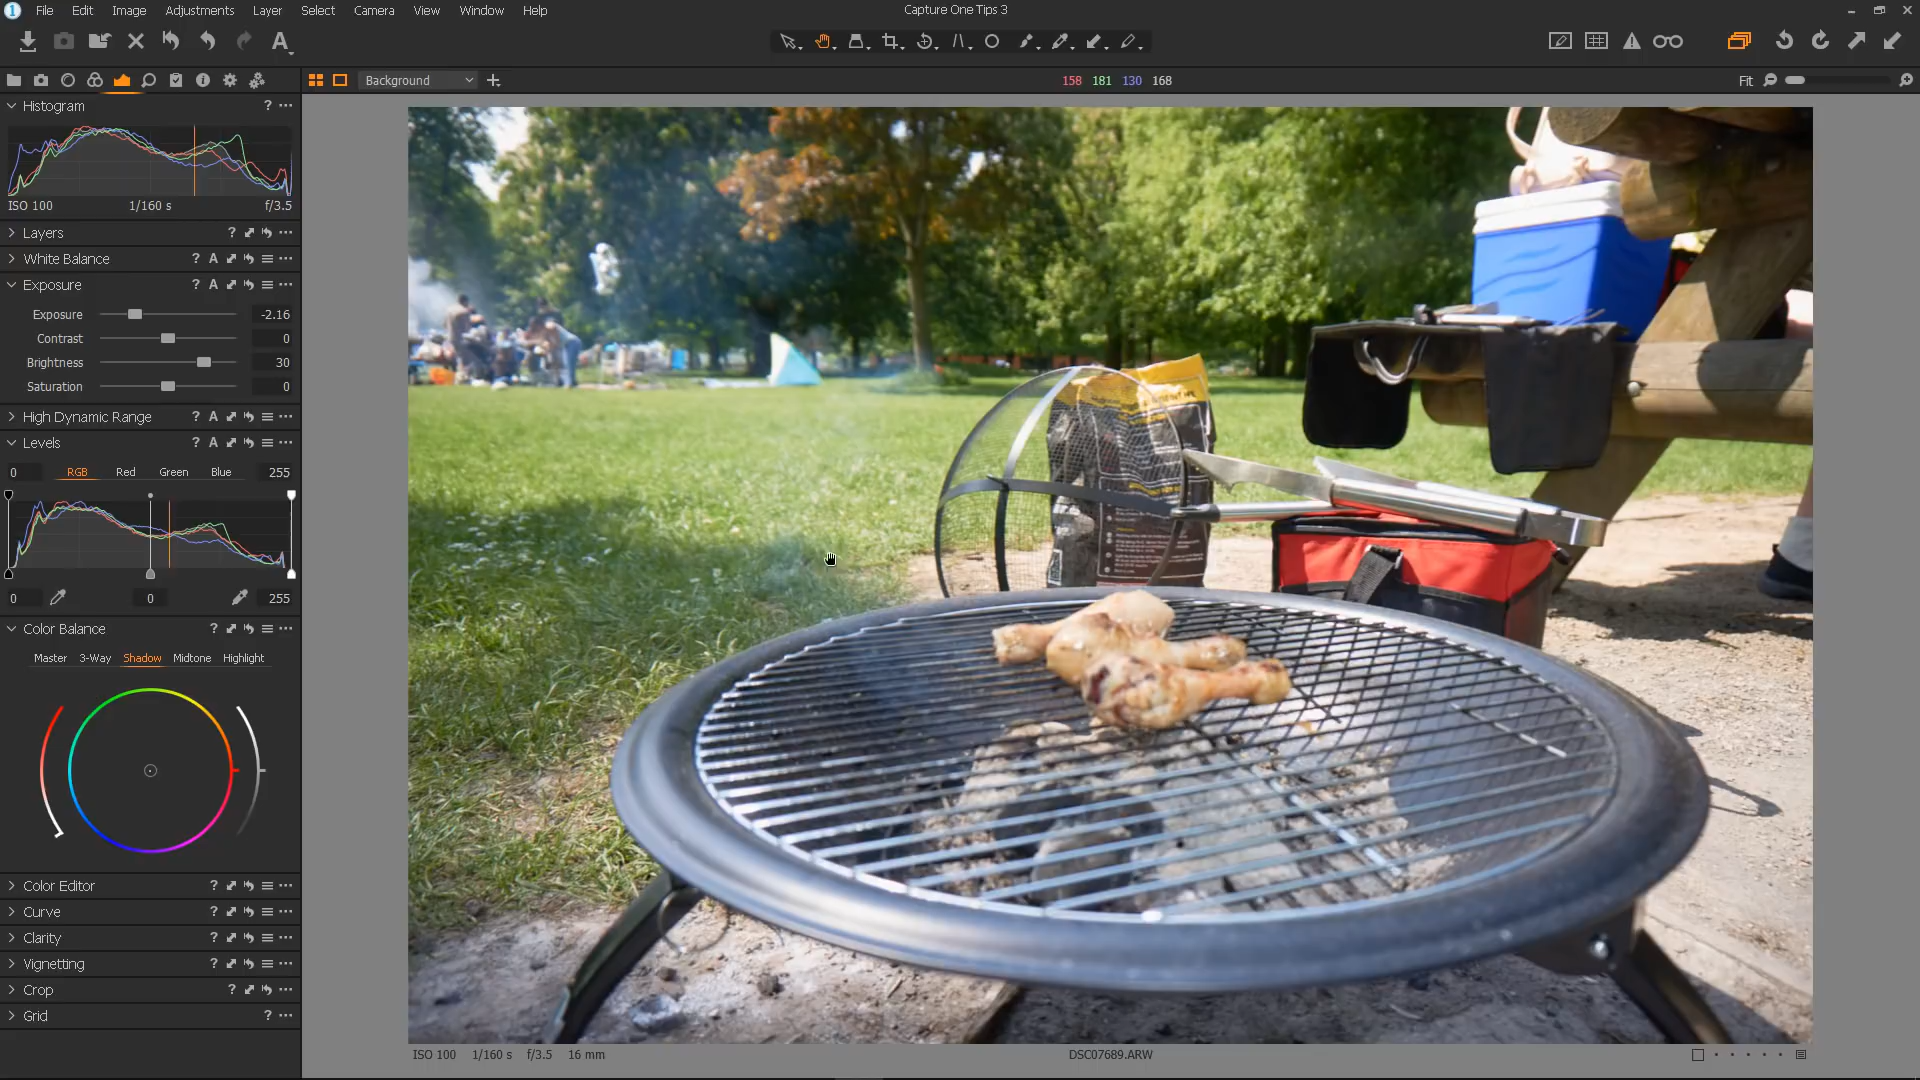 File Edit Image Adjustments Layer Select Camera View Window Help
Capture One Tips 3
Background
158 181 130 168
Fit
Histogram
ISO 100 1/160 s f/3.5
Layers
White Balance
Exposure
Exposure -2.16
Contrast 0
Brightness 30
Saturation 0
High Dynamic Range
Levels
0 RGB Red Green Blue 255
0 0 255
Color Balance
Master 3-Way Shadow Midtone Highlight
Color Editor
Curve
Clarity
Vignetting
Crop
Grid
ISO 100 1/160 s f/3.5 16 mm
DSC07689.ARW